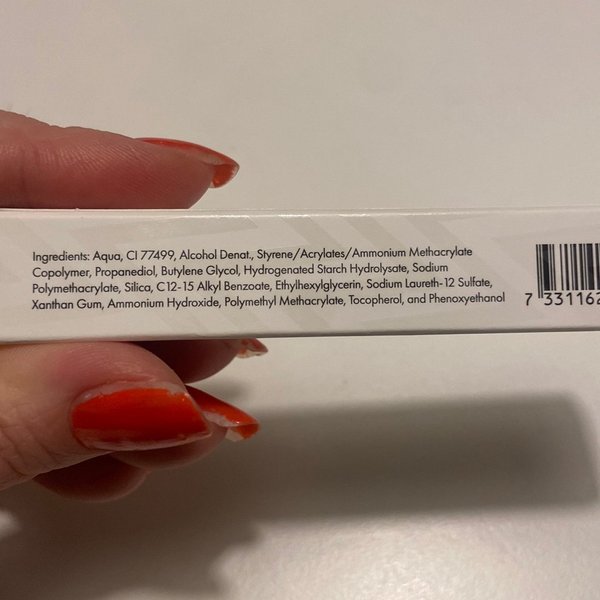 Ingredients: Aqua, CI 77499, Alcohol Denat., Styrene/Acrylates/Ammonium Methacrylate
Copolymer, Propanediol, Butylene Glycol, Hydrogenated Starch Hydrolysate, Sodium
Polymethacrylate, Silica, C12-15 Alkyl Benzoate, Ethylhexylglycerin, Sodium Laureth-12 Sulfate,
Xanthan Gum, Ammonium Hydroxide, Polymethyl Methacrylate, Tocopherol, and Phenoxyethanol
7 331162